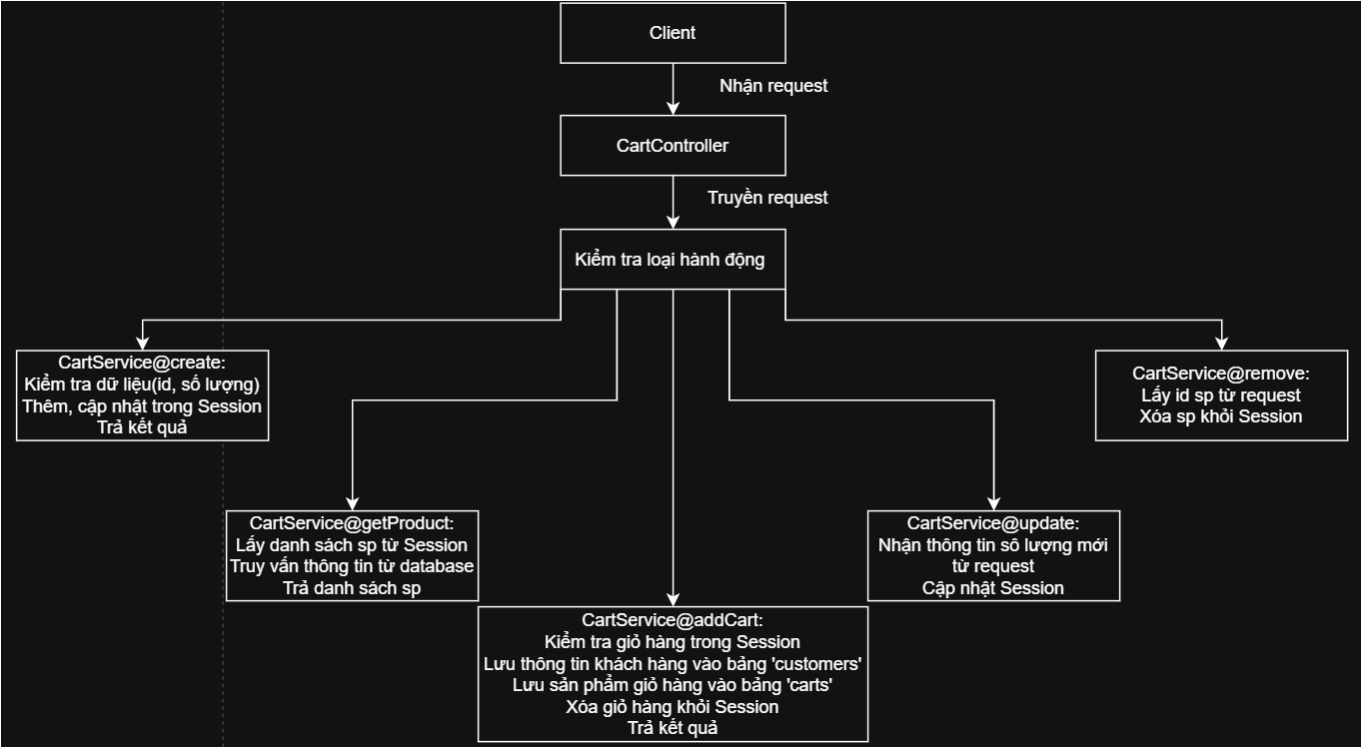 Client
Nhận request
CartController
Truyền request
Kiểm tra loại hành động
CartService@create:
Kiểm tra dữ liệu(id, số lượng)
Thêm, cập nhật trong Session
Trả kết quả
CartService@remove:
Lấy id sp từ request
Xóa sp khỏi Session
CartService@getProduct:
Lấy danh sách sp từ Session
Truy vấn thông tin từ database
Trả danh sách sp
CartService@update:
Nhận thông tin số lượng mới
từ request
Cập nhật Session
CartService@addCart:
Kiểm tra giỏ hàng trong Session
Lưu thông tin khách hàng vào bảng 'customers'
Lưu sản phẩm giỏ hàng vào bảng 'carts'
Xóa giỏ hàng khỏi Session
Trả kết quả